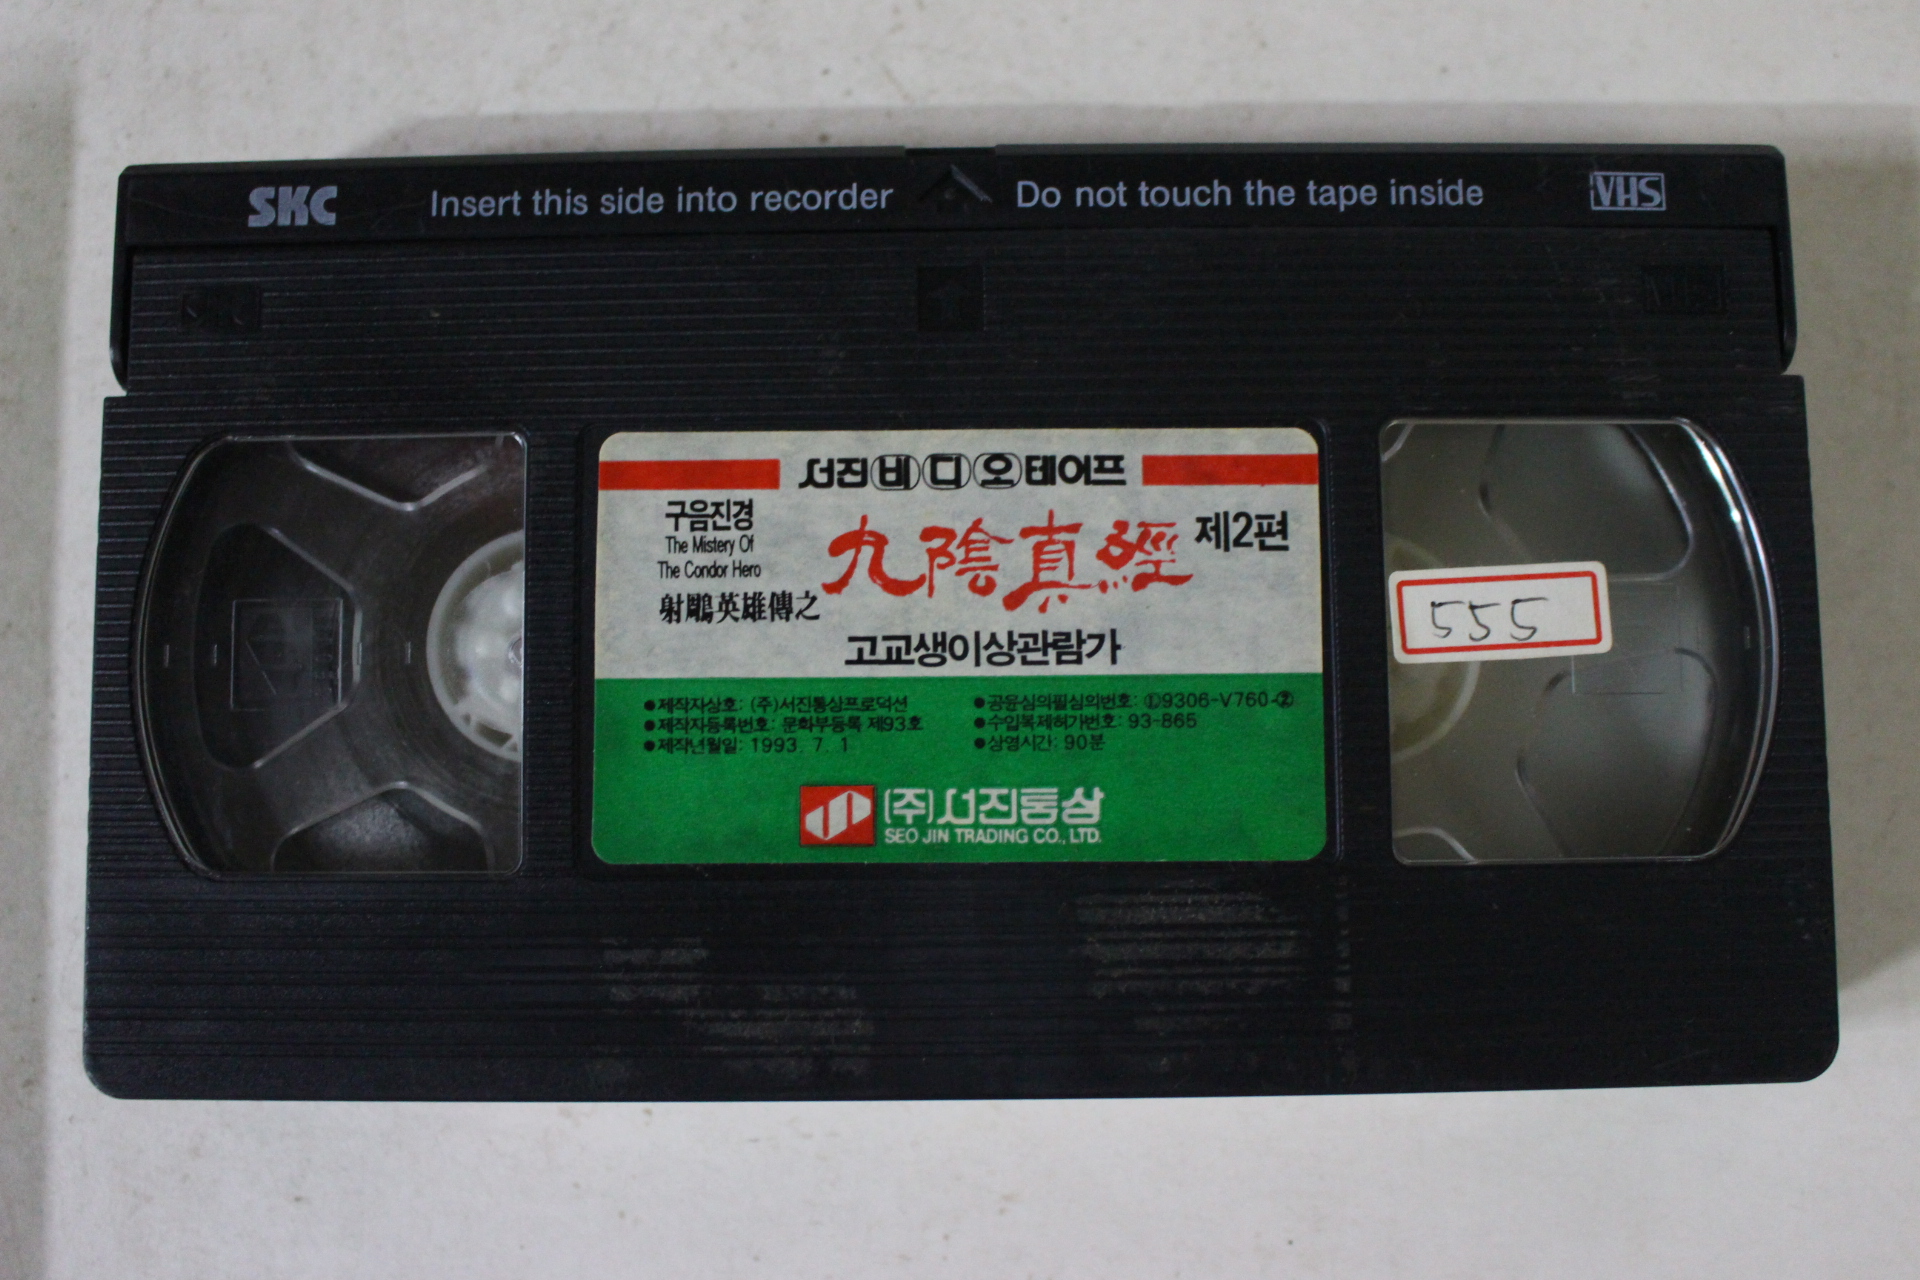 SKC Insert this side into recorder Do not touch the tape inside VHS
서진비디오테이프
구음진경
The Mistery Of
The Condor Hero
射鵰英雄傳之
九陰真經 제2편
고교생이상관람가
555
●제작자상호: (주)서진통상프로덕션
●제작자등록번호: 문화부등록 제93호
●제작년월일: 1993. 7. 1
●공윤심의필심의번호: ①9306-V760-②
●수입복제허가번호: 93-865
●상영시간: 90분
(주)서진통상
SEO JIN TRADING CO., LTD.